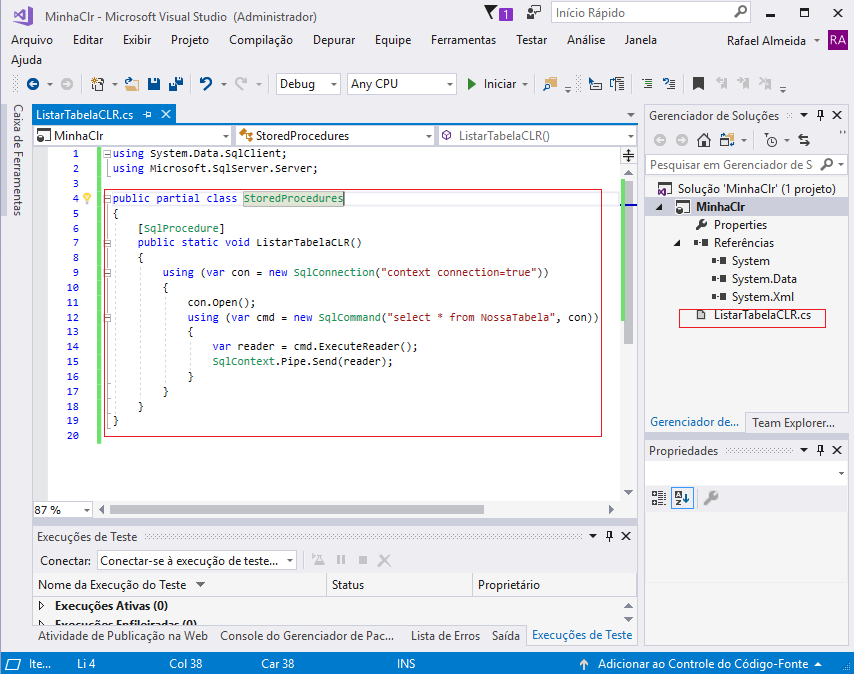 MinhaClr - Microsoft Visual Studio (Administrador)
1
Início Rápido
Arquivo Editar Exibir Projeto Compilação Depurar Equipe Ferramentas Testar Análise Janela
Rafael Almeida RA
Ajuda
Debug Any CPU Iniciar
Caixa de Ferramentas
ListarTabelaCLR.cs
MinhaClr StoredProcedures ListarTabelaCLR()
1 using System.Data.SqlClient;
2 using Microsoft.SqlServer.Server;
3
4 public partial class StoredProcedures
5 {
6 [SqlProcedure]
7 public static void ListarTabelaCLR()
8 {
9 using (var con = new SqlConnection("context connection=true"))
10 {
11 con.Open();
12 using (var cmd = new SqlCommand("select * from NossaTabela", con))
13 {
14 var reader = cmd.ExecuteReader();
15 SqlContext.Pipe.Send(reader);
16 }
17 }
18 }
19 }
20
87 %
Gerenciador de Soluções
Pesquisar em Gerenciador de S
Solução 'MinhaClr' (1 projeto)
MinhaClr
Properties
Referências
System
System.Data
System.Xml
ListarTabelaCLR.cs
Gerenciador de... Team Explorer...
Propriedades
Execuções de Teste
Conectar: Conectar-se à execução de teste...
Nome da Execução do Teste Status Proprietário
Execuções Ativas (0)
Execuções Enfileiradas (0)
Atividade de Publicação na Web Console do Gerenciador de Pac... Lista de Erros Saída Execuções de Teste
Ite... Li 4 Col 38 Car 38 INS Adicionar ao Controle do Código-Fonte